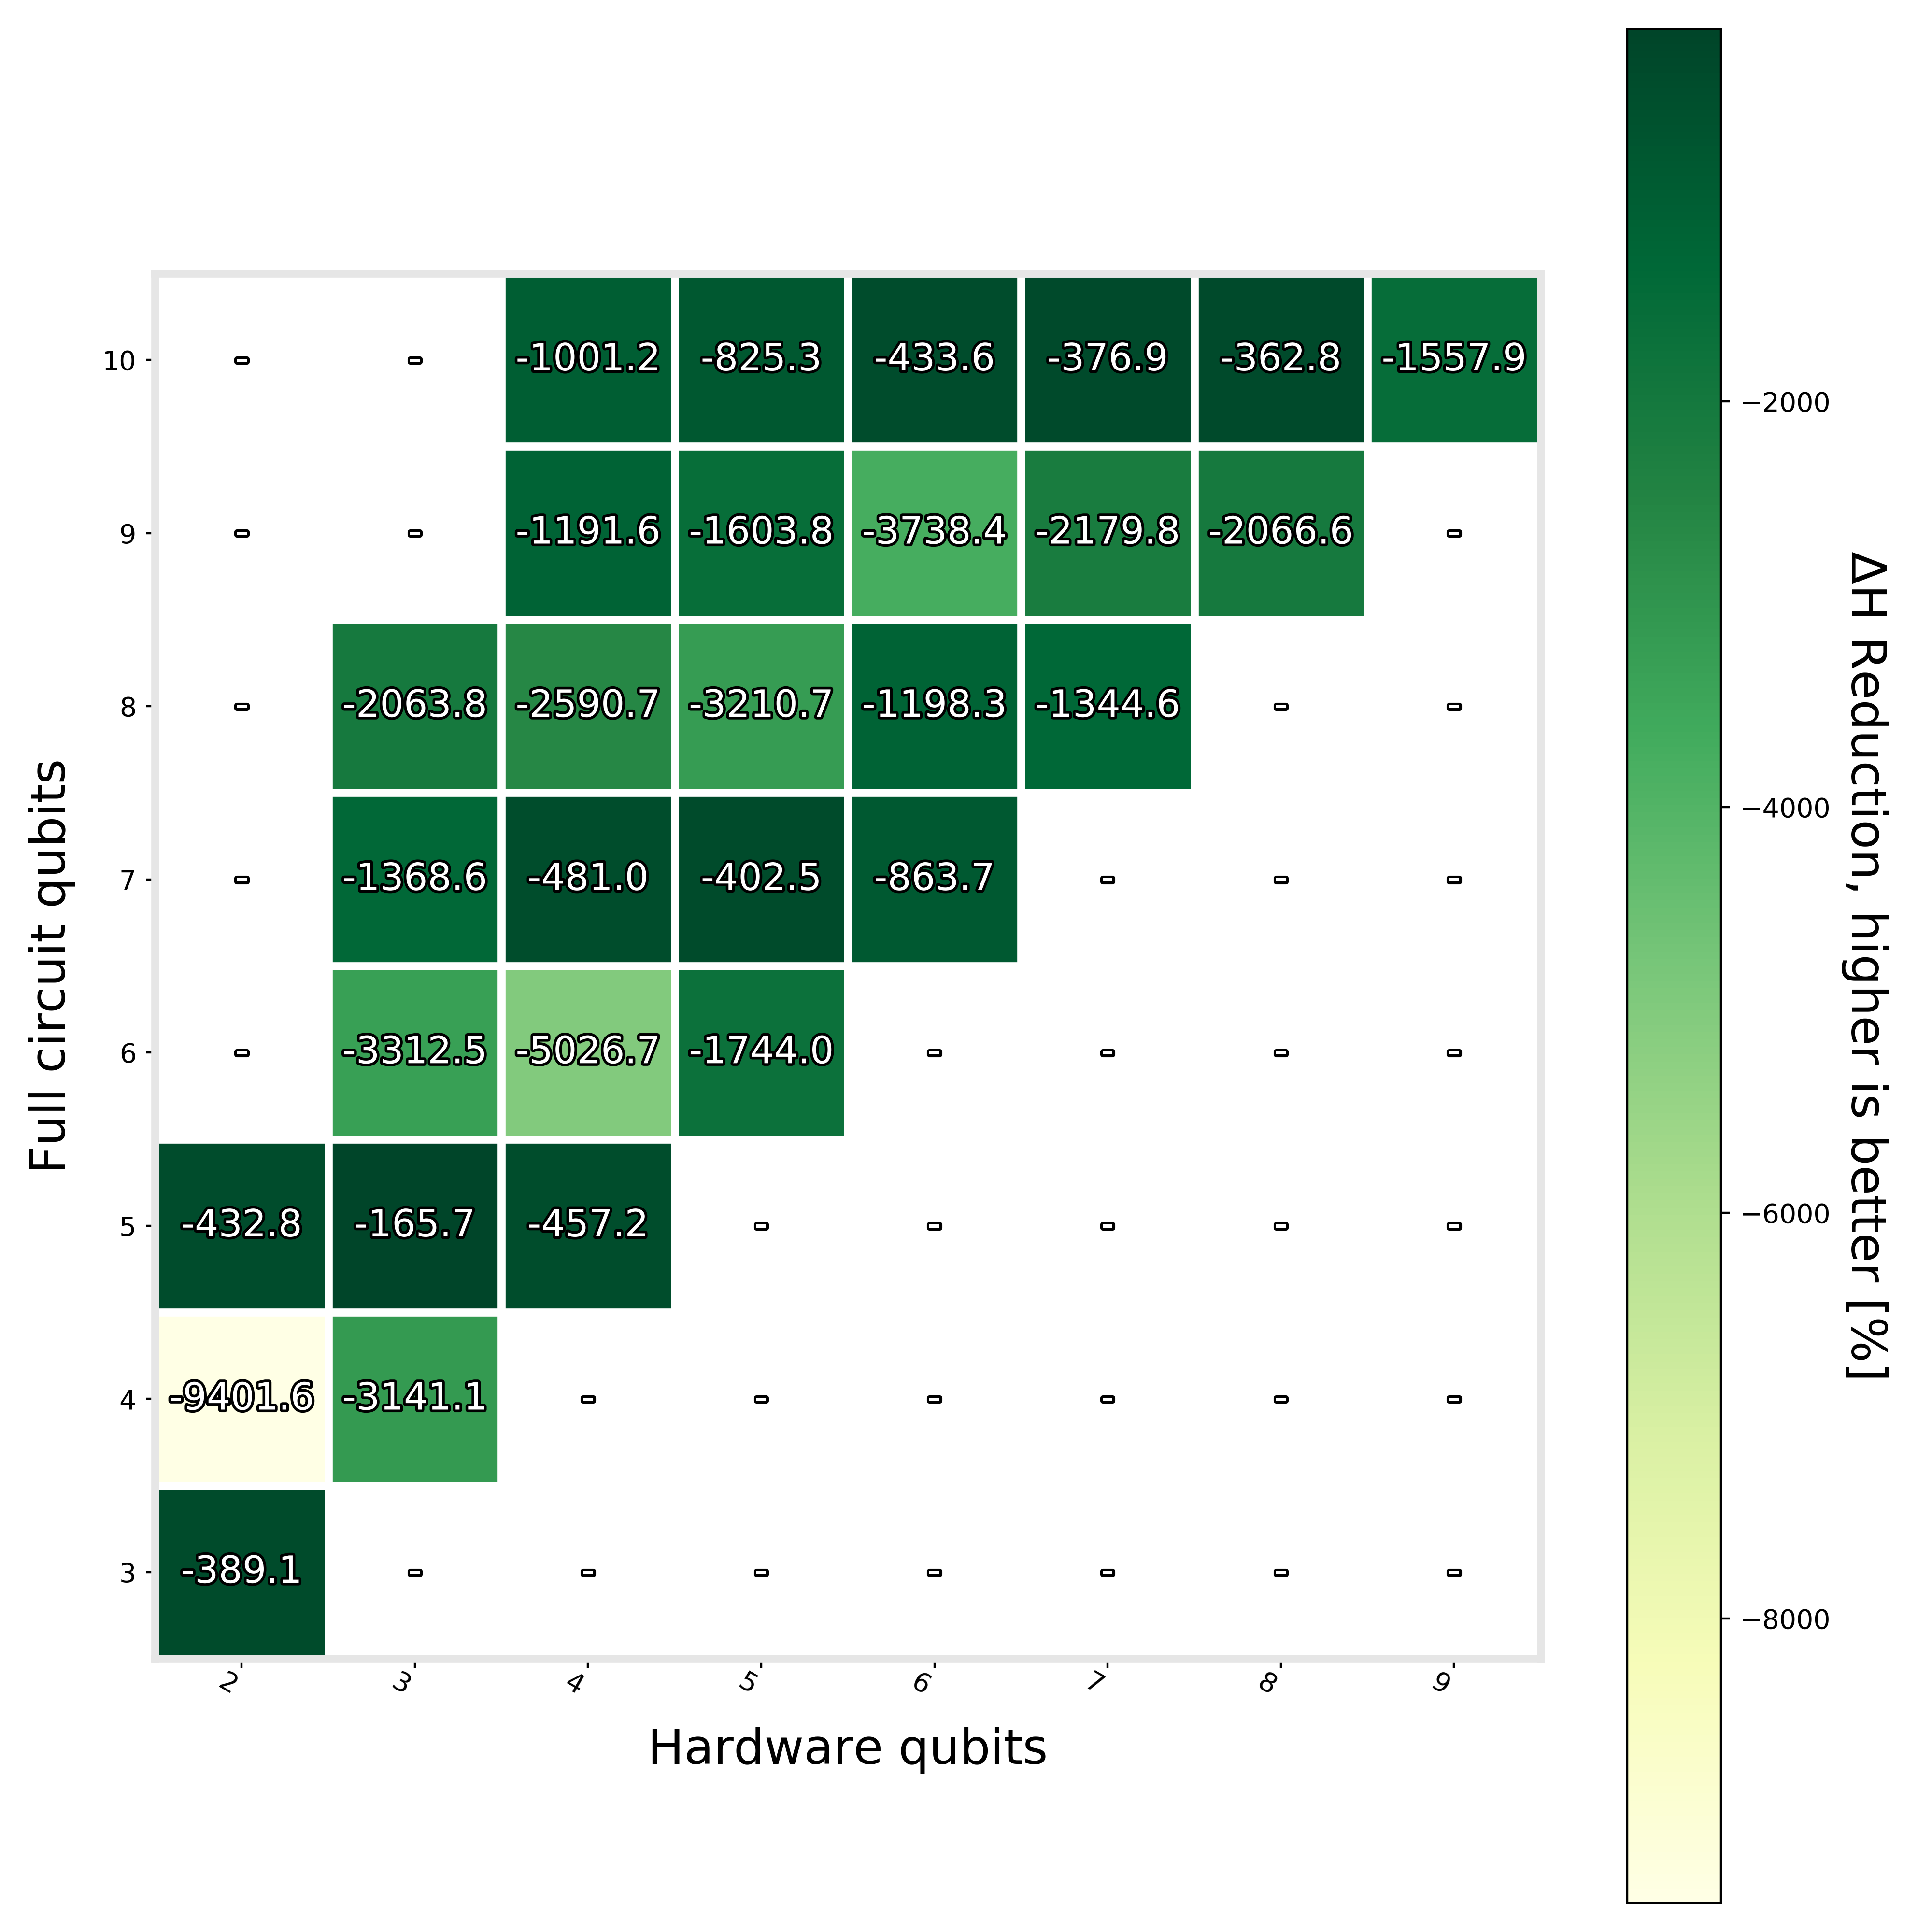 10 - - -1001.2 -825.3 -433.6 -376.9 -362.8 -1557.9
9 - - -1191.6 -1603.8 -3738.4 -2179.8 -2066.6 -
8 - -2063.8 -2590.7 -3210.7 -1198.3 -1344.6 - -
7 - -1368.6 -481.0 -402.5 -863.7 - - -
6 - -3312.5 -5026.7 -1744.0 - - - -
5 -432.8 -165.7 -457.2 - - - - -
4 -9401.6 -3141.1 - - - - - -
3 -389.1 - - - - - - -
2 3 4 5 6 7 8 9
Hardware qubits
Full circuit qubits
−2000
−4000
−6000
−8000
ΔH Reduction, higher is better [%]